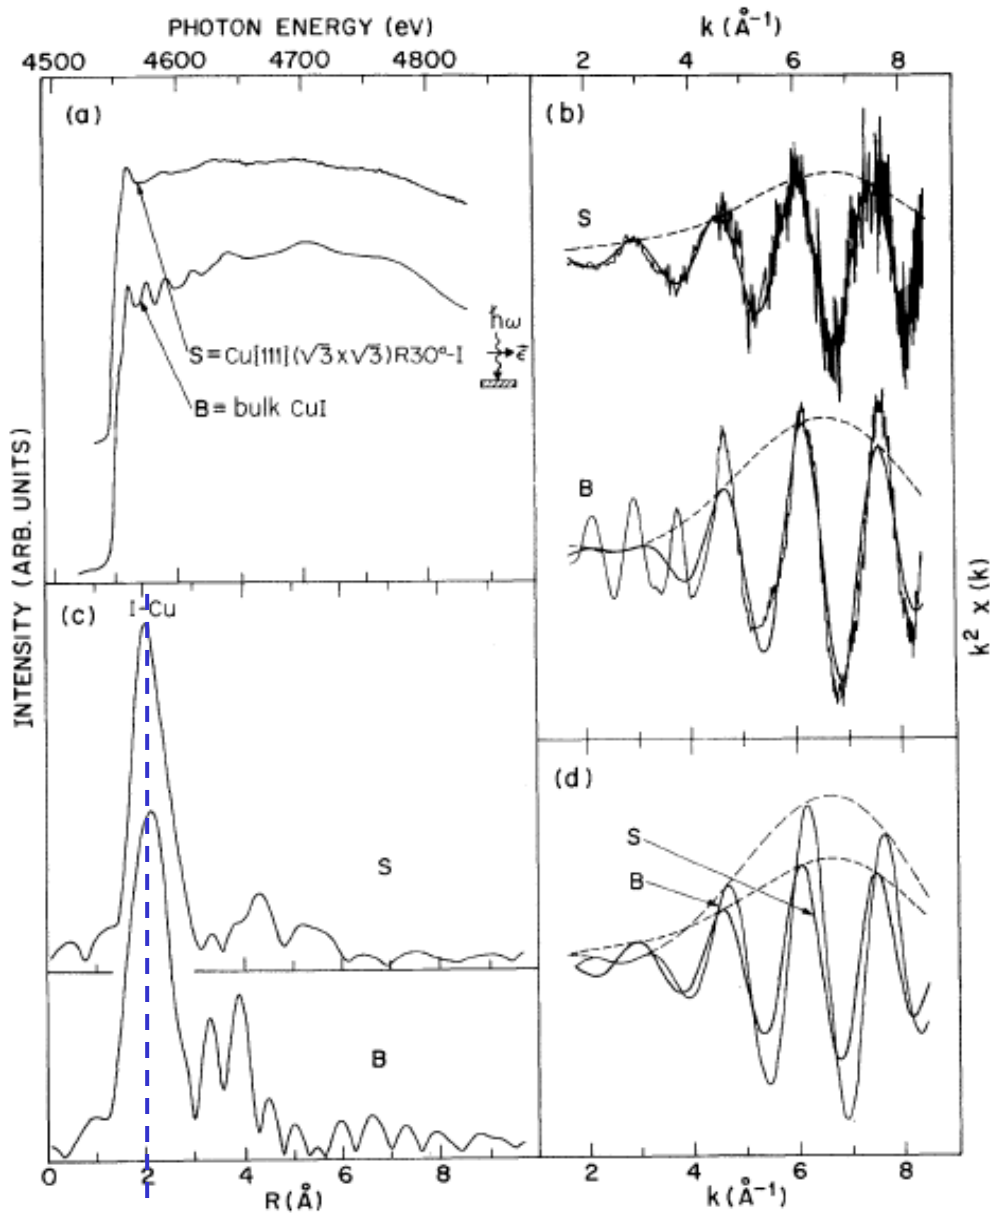 PHOTON ENERGY (eV)
4500 4600 4700 4800
k (Å⁻¹)
2 4 6 8
(a)
(b)
S
ħω
ε⃗
S = Cu[111](√3 x √3)R30°-I
B = bulk CuI
B
INTENSITY (ARB. UNITS)
k² χ(k)
(c)
I-Cu
(d)
S
B
S
B
0 2 4 6 8
R(Å)
2 4 6 8
k (Å⁻¹)